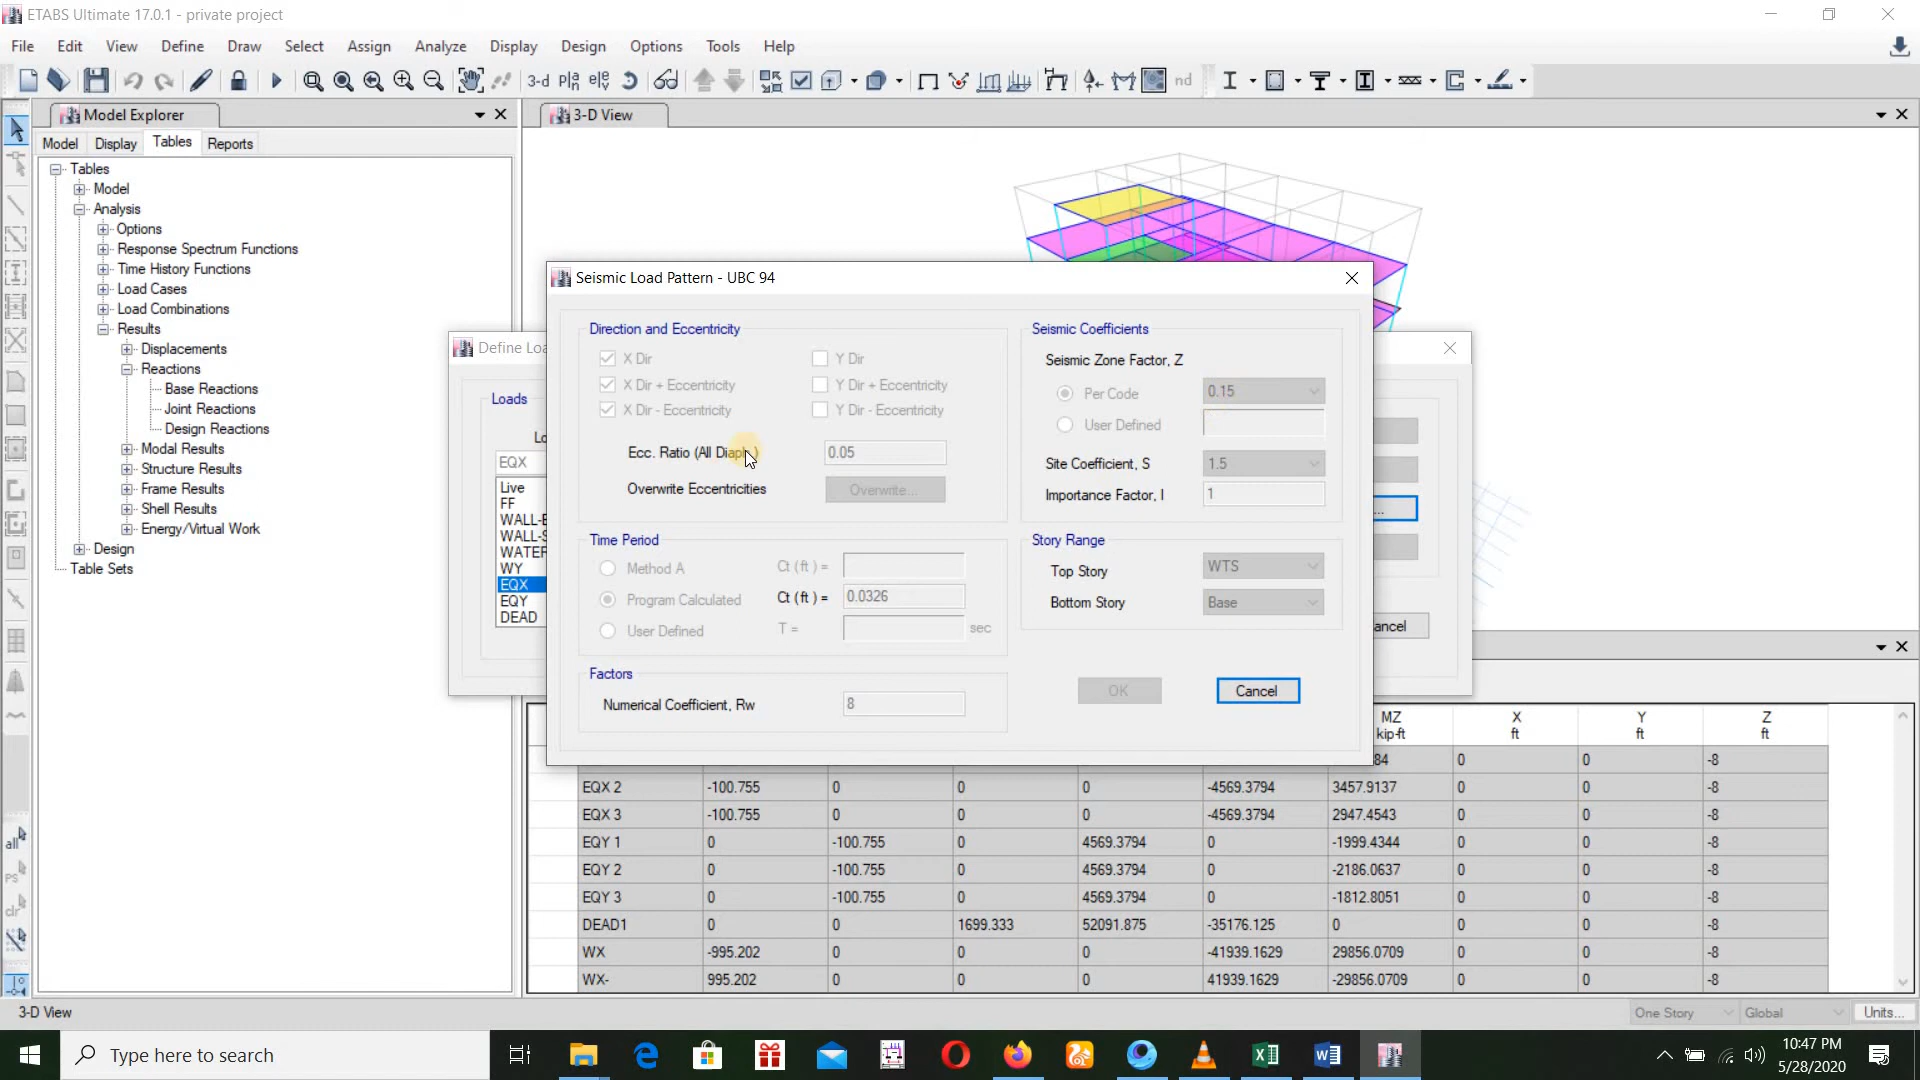 ETABS Ultimate 17.0.1 - private project
File Edit View Define Draw Select Assign Analyze Display Design Options Tools Help
3-d nd
Model Explorer
3-D View
Model Display Tables Reports
Tables
Model
Analysis
Options
Response Spectrum Functions
Time History Functions
Load Cases
Load Combinations
Results
Displacements
Reactions
Base Reactions
Joint Reactions
Design Reactions
Modal Results
Structure Results
Frame Results
Shell Results
Energy/Virtual Work
Design
Table Sets
all
ps
clr
Define Loa
Loads
Lo
EQX
Live
FF
WALL-E
WALL-S
WATER
WY
EQX
EQY
DEAD
...
ancel
Seismic Load Pattern - UBC 94
Direction and Eccentricity
X Dir Y Dir
X Dir + Eccentricity Y Dir + Eccentricity
X Dir - Eccentricity Y Dir - Eccentricity
Ecc. Ratio (All Diaph.) 0.05
Overwrite Eccentricities Overwrite...
Time Period
Method A Ct (ft) =
Program Calculated Ct (ft) = 0.0326
User Defined T = sec
Factors
Numerical Coefficient, Rw 8
Seismic Coefficients
Seismic Zone Factor, Z
Per Code 0.15
User Defined
Site Coefficient, S 1.5
Importance Factor, I 1
Story Range
Top Story WTS
Bottom Story Base
OK Cancel
MZ X Y Z
kip-ft ft ft ft
84 0 0 -8
EQX 2 -100.755 0 0 0 -4569.3794 3457.9137 0 0 -8
EQX 3 -100.755 0 0 0 -4569.3794 2947.4543 0 0 -8
EQY 1 0 -100.755 0 4569.3794 0 -1999.4344 0 0 -8
EQY 2 0 -100.755 0 4569.3794 0 -2186.0637 0 0 -8
EQY 3 0 -100.755 0 4569.3794 0 -1812.8051 0 0 -8
DEAD1 0 0 1699.333 52091.875 -35176.125 0 0 0 -8
WX -995.202 0 0 0 -41939.1629 29856.0709 0 0 -8
WX- 995.202 0 0 0 41939.1629 -29856.0709 0 0 -8
3-D View
One Story Global Units...
Type here to search
10:47 PM
5/28/2020